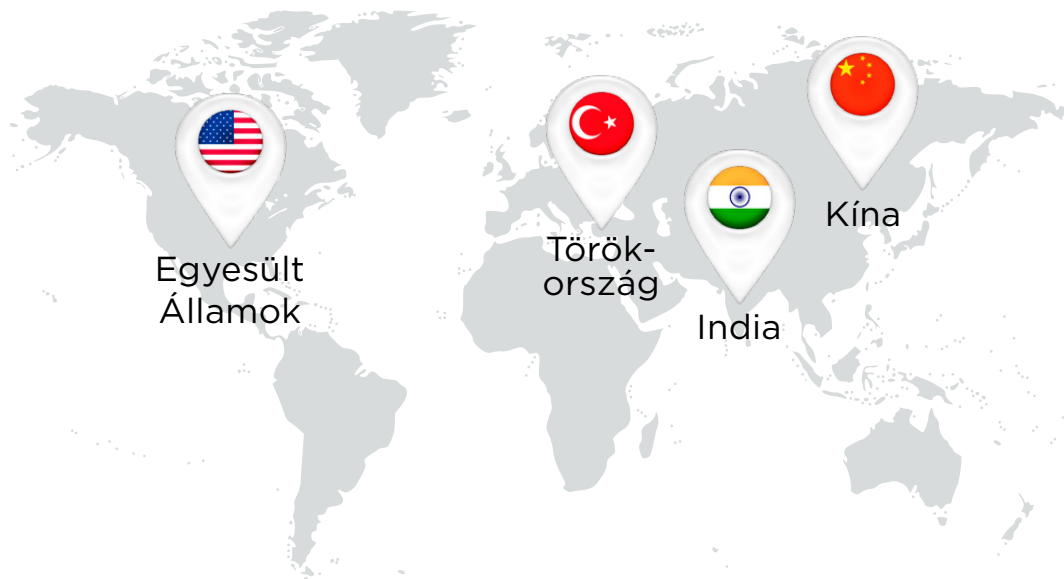 Egyesült
Államok
Török-
ország
India
Kína